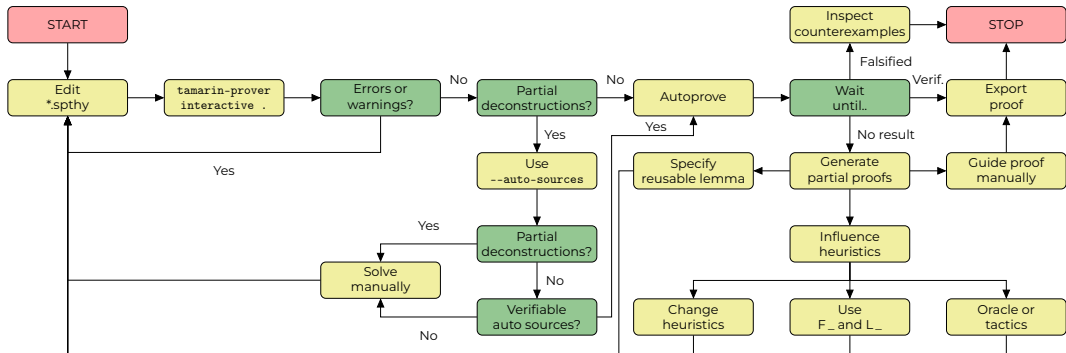 START
Inspect
counterexamples
STOP
Falsified
Edit
*.spthy
tamarin-prover
interactive .
Errors or
warnings?
No
Partial
deconstructions?
No
Autoprove
Wait
until..
Verif.
Export
proof
Yes
Yes
Yes
No result
Use
--auto-sources
Specify
reusable lemma
Generate
partial proofs
Guide proof
manually
Yes
Partial
deconstructions?
Influence
heuristics
No
Solve
manually
No
Verifiable
auto sources?
Change
heuristics
Use
F_ and L_
Oracle or
tactics